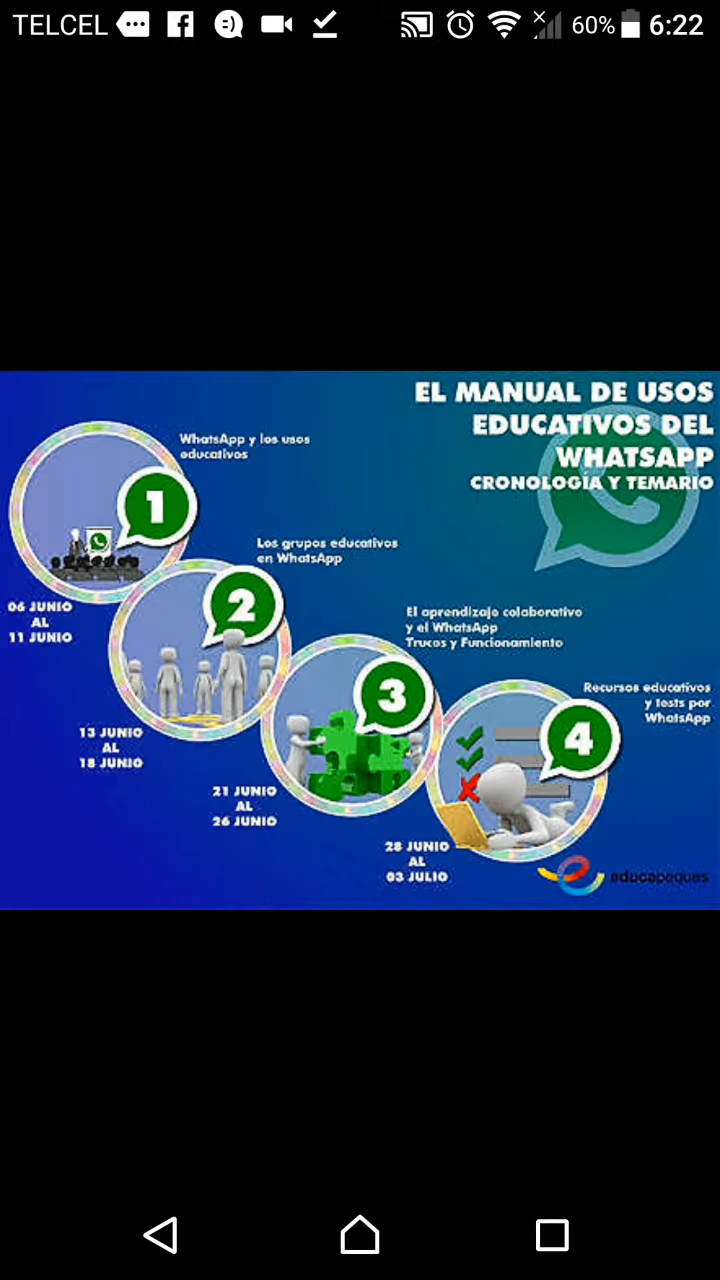 TELCEL
60% 6:22
EL MANUAL DE USOS
EDUCATIVOS DEL
WHATSAPP
CRONOLOGÍA Y TEMARIO
1
WhatsApp y los usos
educativos
06 JUNIO
AL
11 JUNIO
2
Los grupos educativos
en WhatsApp
13 JUNIO
AL
18 JUNIO
3
El aprendizaje colaborativo
y el WhatsApp
Trucos y Funcionamiento
21 JUNIO
AL
26 JUNIO
4
Recursos educativos
y tests por
WhatsApp
28 JUNIO
AL
03 JULIO
educapeques